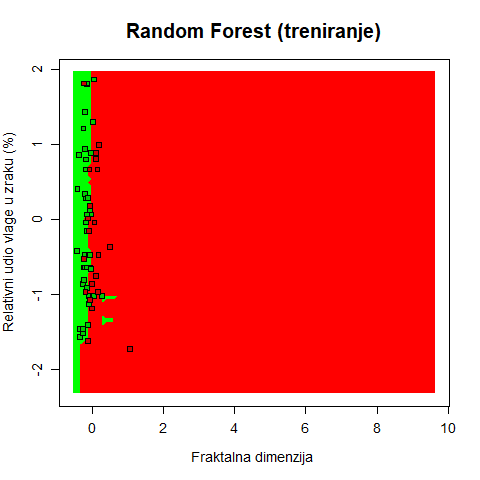 Random Forest (treniranje)
Relativni udio vlage u zraku (%)
2
1
0
-1
-2
0 2 4 6 8 10
Fraktalna dimenzija